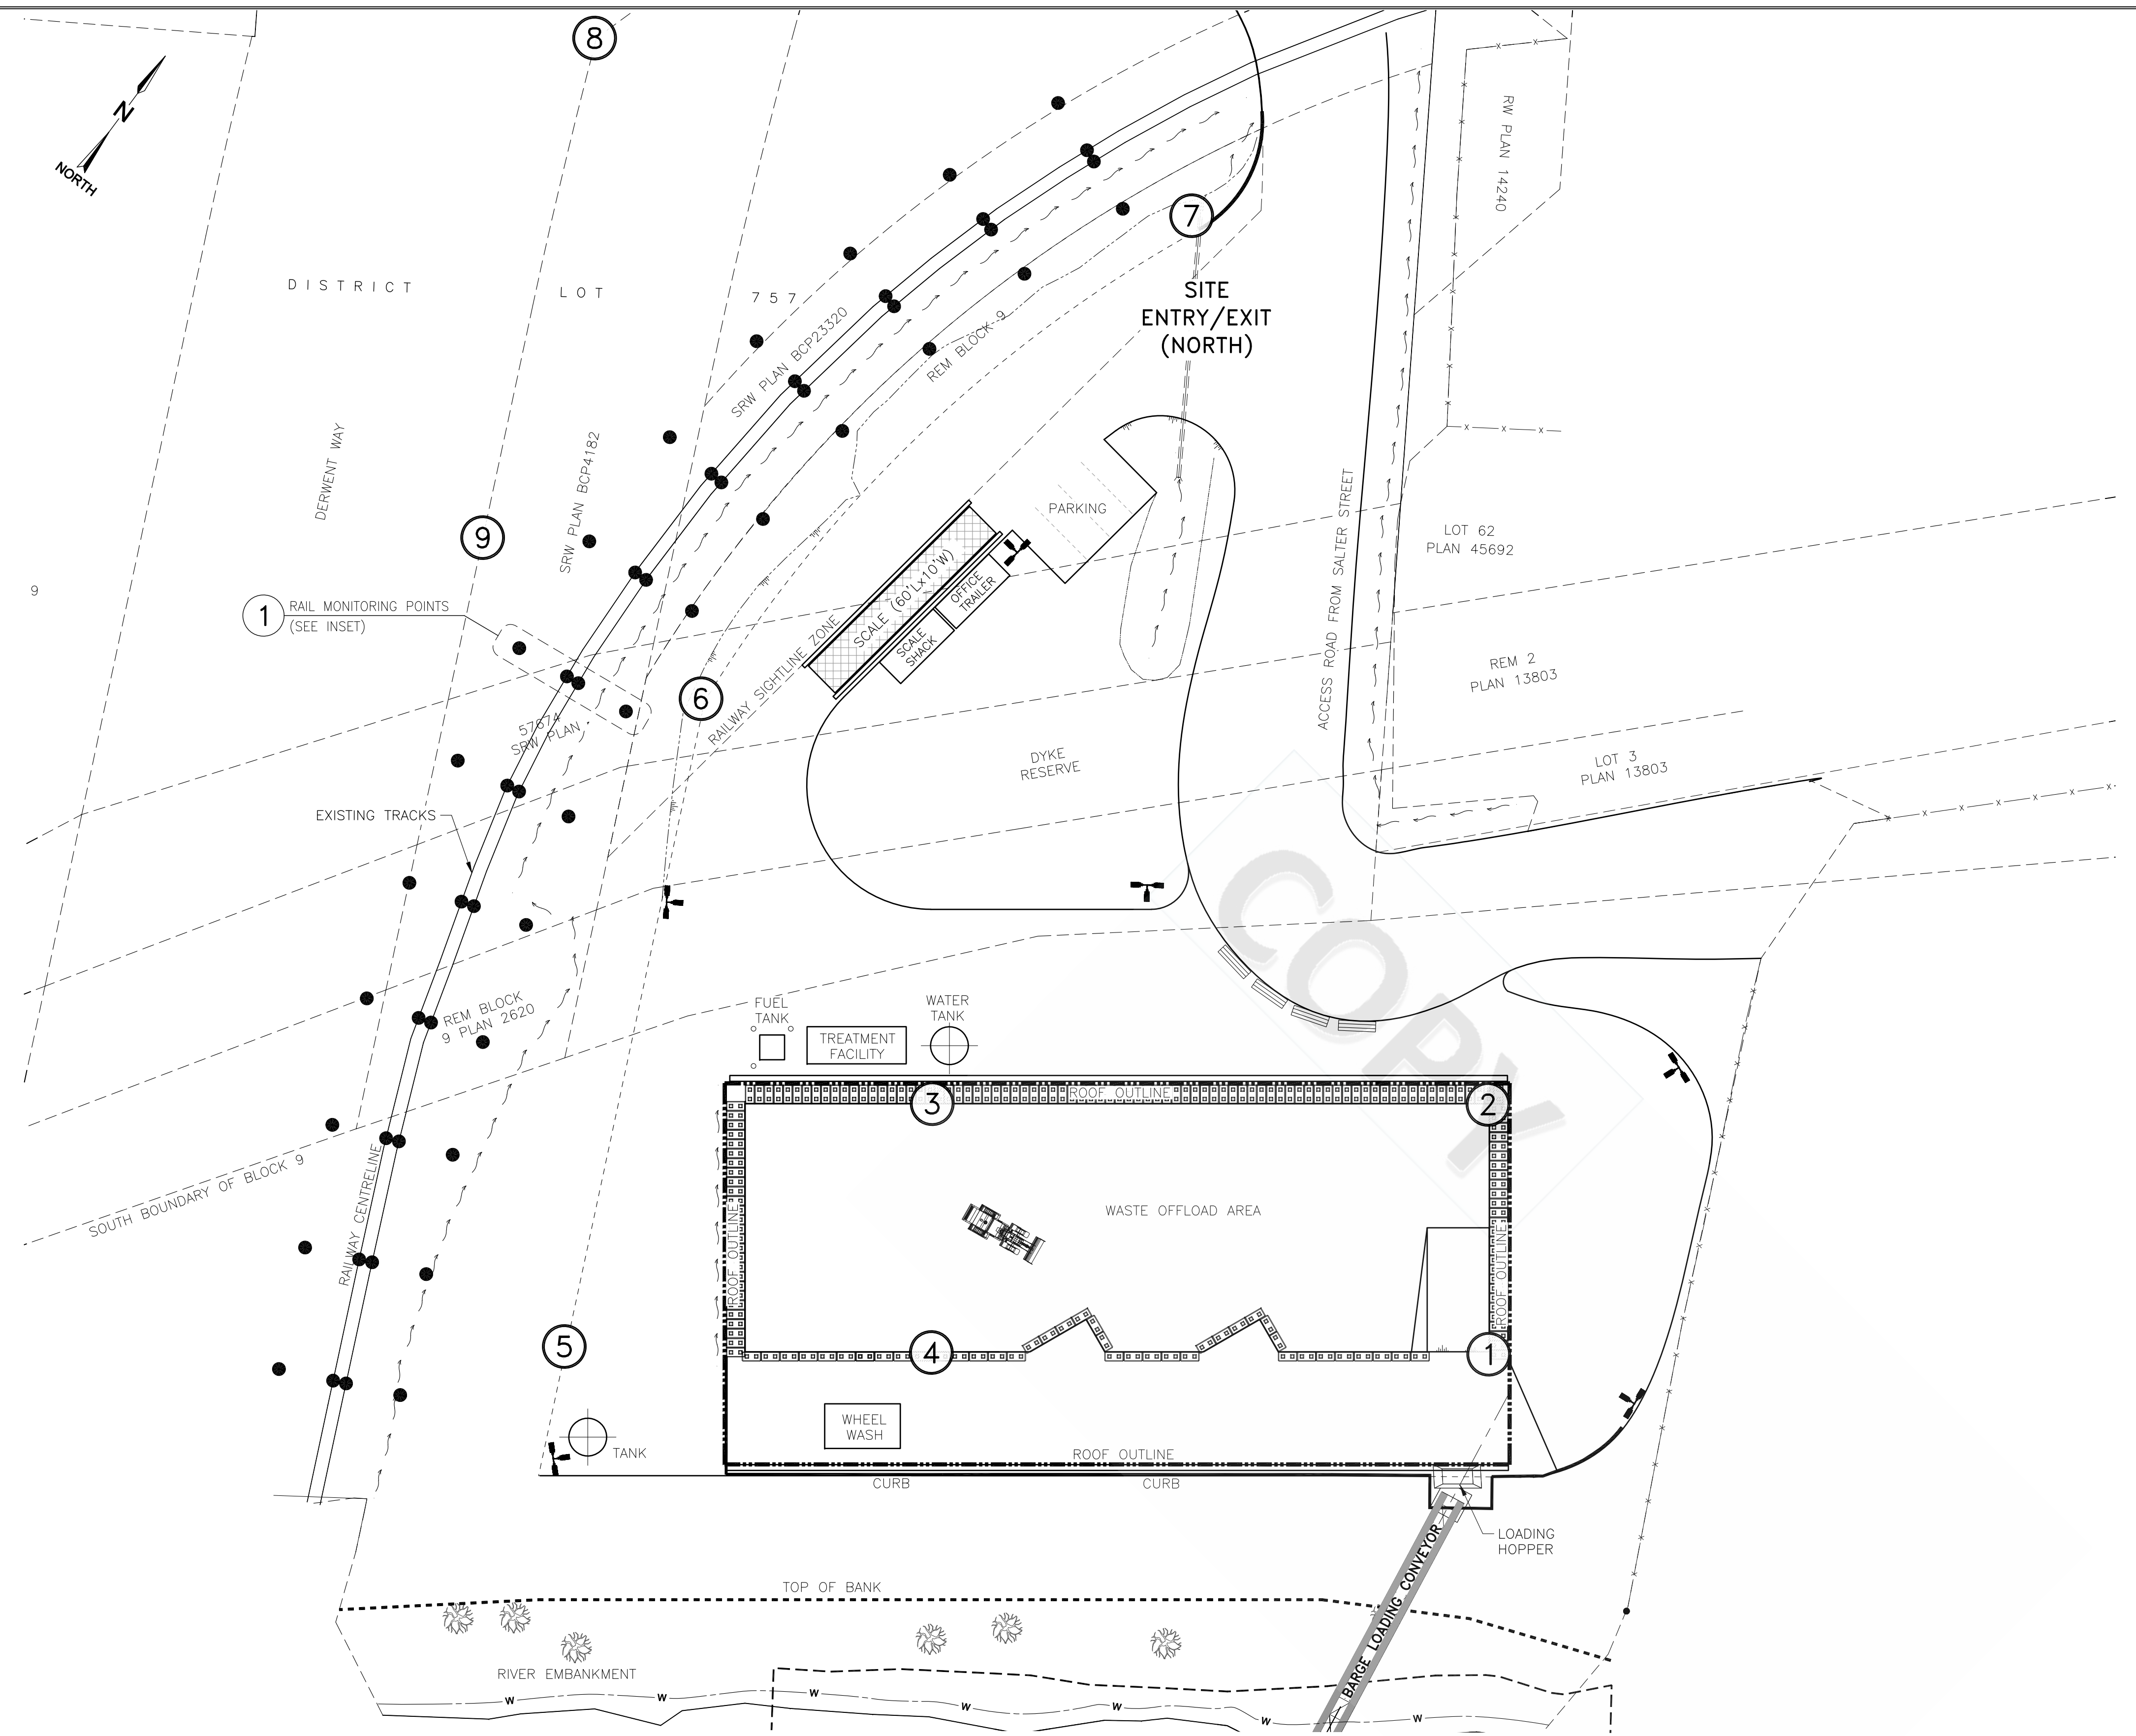 8
N
NORTH
RW PLAN 14240
7
DISTRICT
LOT
757
SITE
ENTRY/EXIT
(NORTH)
SRW PLAN BCP23320
REM BLOCK 9
DERWENT WAY
SRW PLAN BCP4182
9
PARKING
ACCESS ROAD FROM SALTER STREET
LOT 62
PLAN 45692
SCALE (60'Lx10'W)
OFFICE
TRAILER
SCALE
SHACK
9
1
RAIL MONITORING POINTS
(SEE INSET)
RAILWAY SIGHTLINE ZONE
6
REM 2
PLAN 13803
57674
SRW PLAN
DYKE
RESERVE
LOT 3
PLAN 13803
EXISTING TRACKS
COPY
REM BLOCK
9 PLAN 2620
FUEL
TANK
TREATMENT
FACILITY
WATER
TANK
ROOF OUTLINE
3
2
SOUTH BOUNDARY OF BLOCK 9
RAILWAY CENTRELINE
ROOF OUTLINE
WASTE OFFLOAD AREA
ROOF OUTLINE
5
4
1
WHEEL
WASH
TANK
ROOF OUTLINE
CURB
CURB
LOADING
HOPPER
BARGE LOADING CONVEYOR
TOP OF BANK
RIVER EMBANKMENT
W
W
W
W
W
W
W